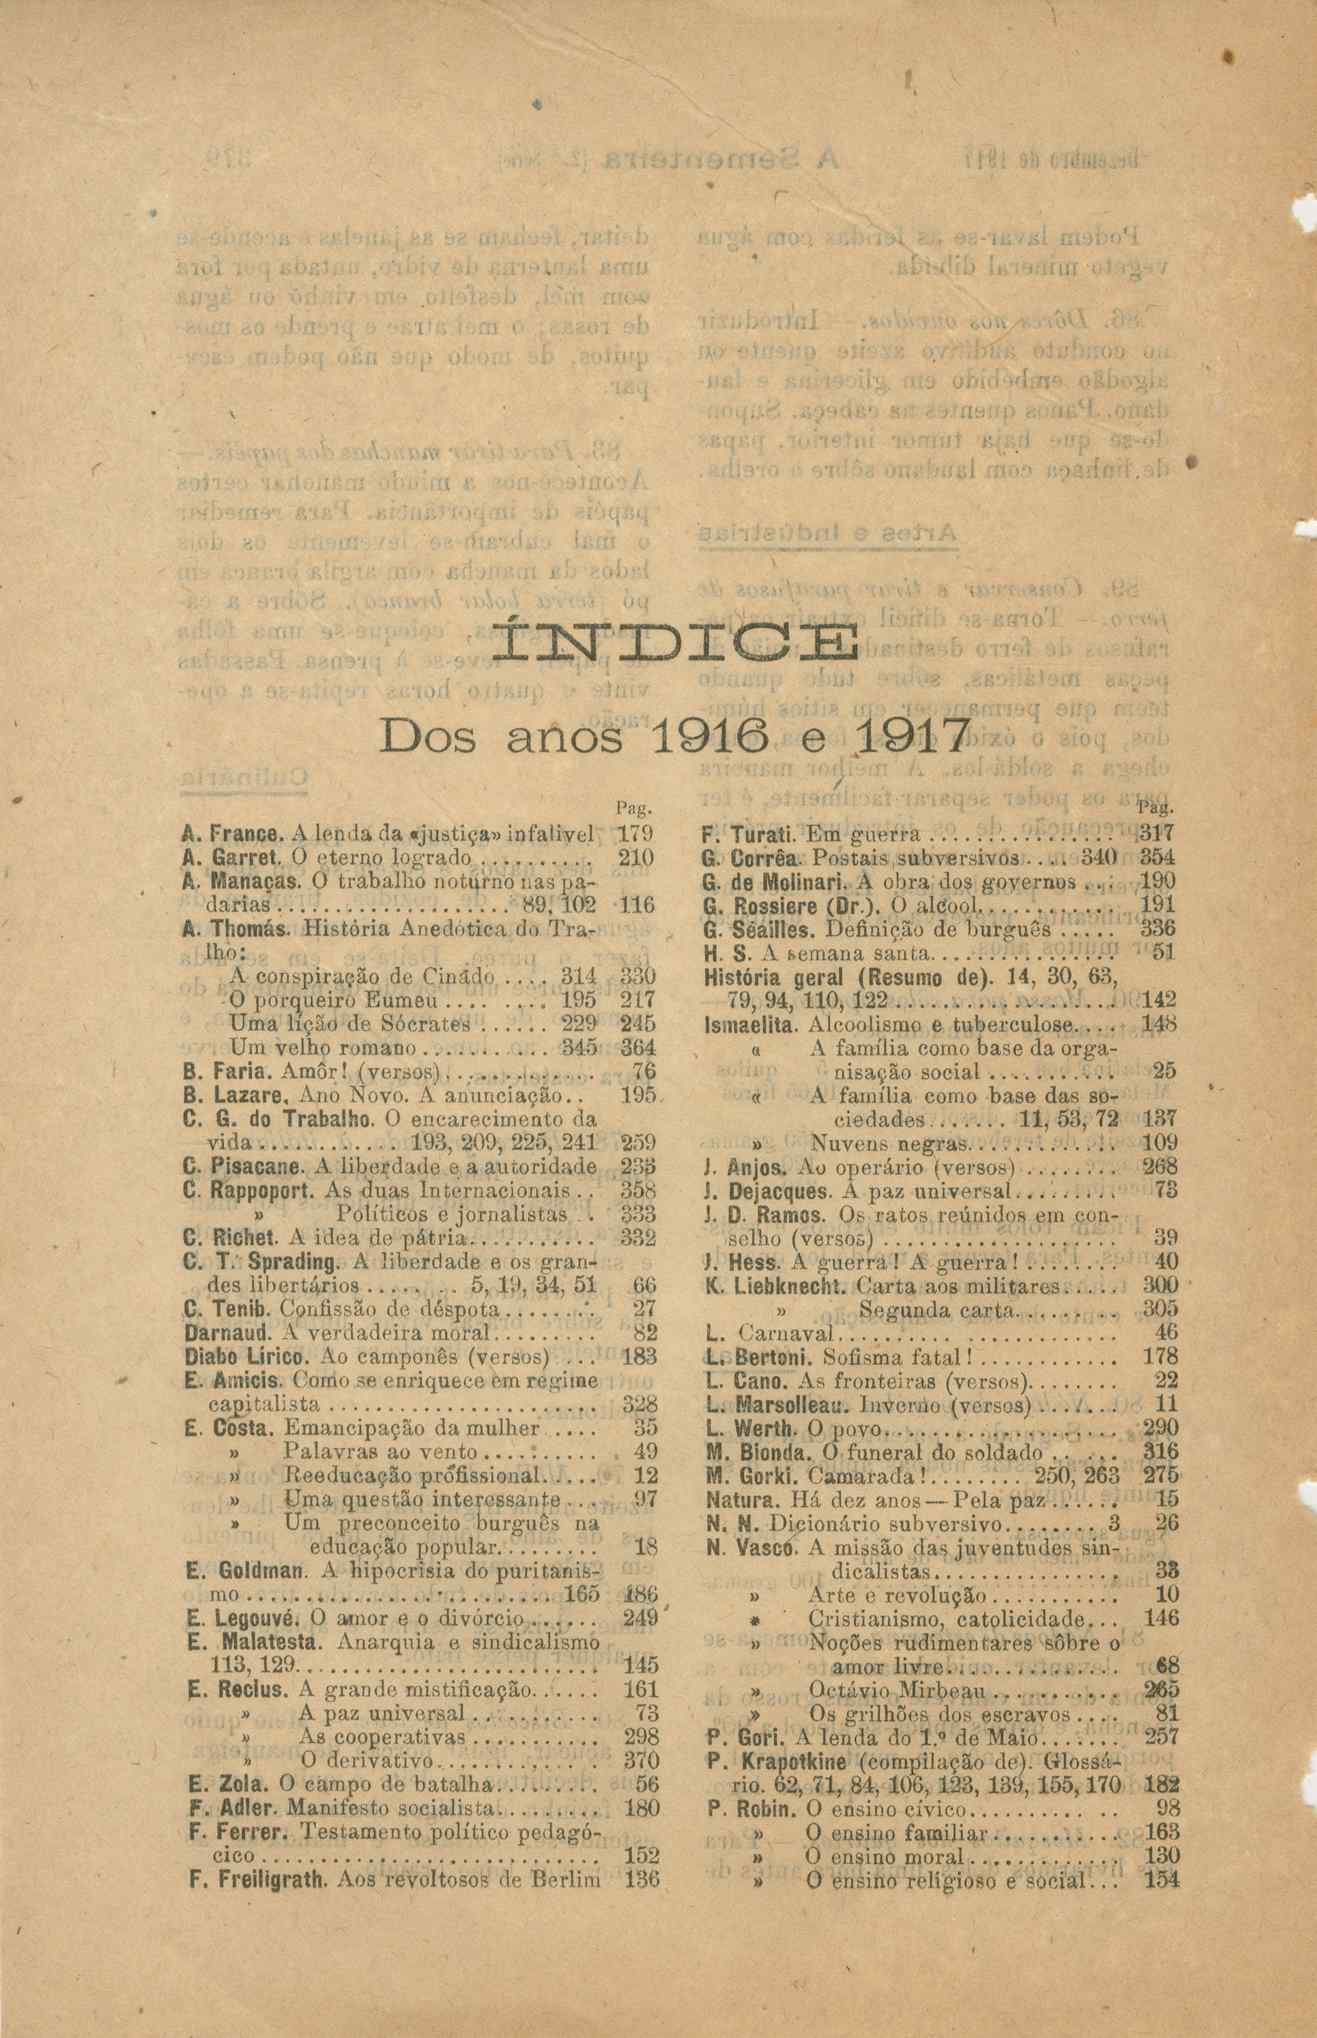 ÍNDICE
Dos anos 1916 e 1917
Pag.
A. France. A lenda da «justiça» infalivel 179
A. Garret. O eterno logrado .......... 210
A. Manaças. O trabalho noturno nas pa-
darias .................... 89, 102 116
A. Thomás. História Anedótica do Tra-
lho:
A conspiração de Cinádo .... 314 330
O porqueiro Eumeu ......... 195 217
Uma lição de Sócrates ...... 229 245
Um velho romano ........... 345 364
B. Faria. Amôr! (versos) ............. 76
B. Lazare, Ano Novo. A anunciação.. 195
C. G. do Trabalho. O encarecimento da
vida ............. 193, 209, 225, 241 259
C. Pisacane. A liberdade e a autoridade 235
C. Rappoport. As duas Internacionais .. 358
» Políticos e jornalistas .. 333
C. Richet. A idea de pátria........... 332
C. T. Sprading. A liberdade e os gran-
des libertários ........ 5, 19, 34, 51 66
C. Tenib. Confissão de déspota......... 27
Darnaud. A verdadeira moral......... 82
Diabo Lirico. Ao camponês (versos) ... 183
E. Amicis. Como se enriquece em regime
capitalista ....................... 328
E. Costa. Emancipação da mulher ..... 35
» Palavras ao vento .......... 49
» Reeducação profissional..... 12
» Uma questão interessante ... 97
» Um preconceito burguês na
educação popular......... 18
E. Goldman. A hipocrisia do puritanis-
mo .......................... 165 186
E. Legouvé. O amor e o divórcio ...... 249
E. Malatesta. Anarquia e sindicalismo
113, 129.......................... 145
E. Reclus. A grande mistificação...... 161
» A paz universal ........... 73
» As cooperativas ........... 298
» O derivativo.............. 370
E. Zola. O campo de batalha......... 56
F. Adler. Manifesto socialista......... 180
F. Ferrer. Testamento político pedagó-
cico ............................. 152
F. Freiligrath. Aos revoltosos de Berlim 136
Pag.
F. Turati. Em guerra ................ 317
G. Corrêa. Postais subversivos .... 340 354
G. de Molinari. A obra dos governos ... 190
G. Rossiere (Dr.). O alcool............ 191
G. Séailles. Definição de burguês ..... 336
H. S. A semana santa................ 51
História geral (Resumo de). 14, 30, 63,
79, 94, 110, 122 ................... 142
Ismaelita. Alcoolismo e tuberculose.... 148
« A família como base da orga-
nisação social ........... 25
« A família como base das so-
ciedades....... 11, 53, 72 137
» Nuvens negras............. 109
J. Anjos. Ao operário (versos) ........ 268
J. Dejacques. A paz universal......... 73
J. D. Ramos. Os ratos reúnidos em con-
selho (versos) .................... 39
J. Hess. A guerra! A guerra! ........ 40
K. Liebknecht. Carta aos militares..... 300
» Segunda carta......... 305
L. Carnaval........................ 46
L. Bertoni. Sofisma fatal! ............ 178
L. Cano. As fronteiras (versos)........ 22
L. Marsolleau. Inverno (versos) ....... 11
L. Werth. O povo.................... 290
M. Bionda. O funeral do soldado ...... 316
M. Gorki. Camarada!......... 250, 263 275
Natura. Há dez anos — Pela paz ...... 15
N. N. Dicionário subversivo........ 3 26
N. Vasco. A missão das juventudes sin-
dicalistas................ 33
» Arte e revolução ........... 10
» Cristianismo, catolicidade... 146
» Noções rudimentares sôbre o
amor livre............... 68
» Octávio Mirbeau ........... 265
» Os grilhões dos escravos .... 81
P. Gori. A lenda do 1.º de Maio....... 257
P. Krapotkine (compilação de). Glossá-
rio. 62, 71, 84, 106, 123, 139, 155, 170 182
P. Robin. O ensino cívico............. 98
» O ensino familiar........... 163
» O ensino moral............. 130
» O ensino religioso e social... 154